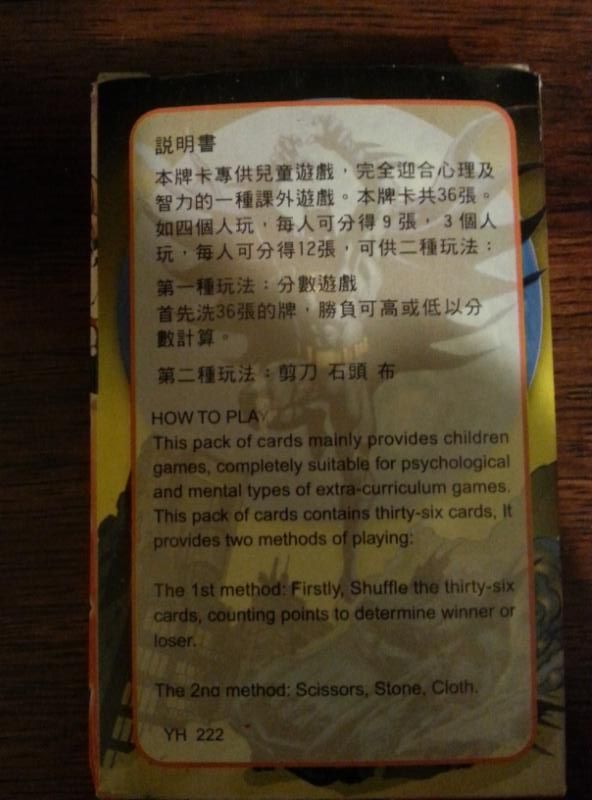 説明書
本牌卡專供兒童遊戲，完全迎合心理及
智力的一種課外遊戲。本牌卡共36張。
如四個人玩，每人可分得9張，3個人
玩，每人可分得12張，可供二種玩法：
第一種玩法：分數遊戲
首先洗36張的牌，勝負可高或低以分
數計算。
第二種玩法：剪刀 石頭 布
HOW TO PLAY
This pack of cards mainly provides children
games, completely suitable for psychological
and mental types of extra-curriculum games.
This pack of cards contains thirty-six cards, It
provides two methods of playing:
The 1st method: Firstly, Shuffle the thirty-six
cards, counting points to determine winner or
loser.
The 2nd method: Scissors, Stone, Cloth.
YH 222